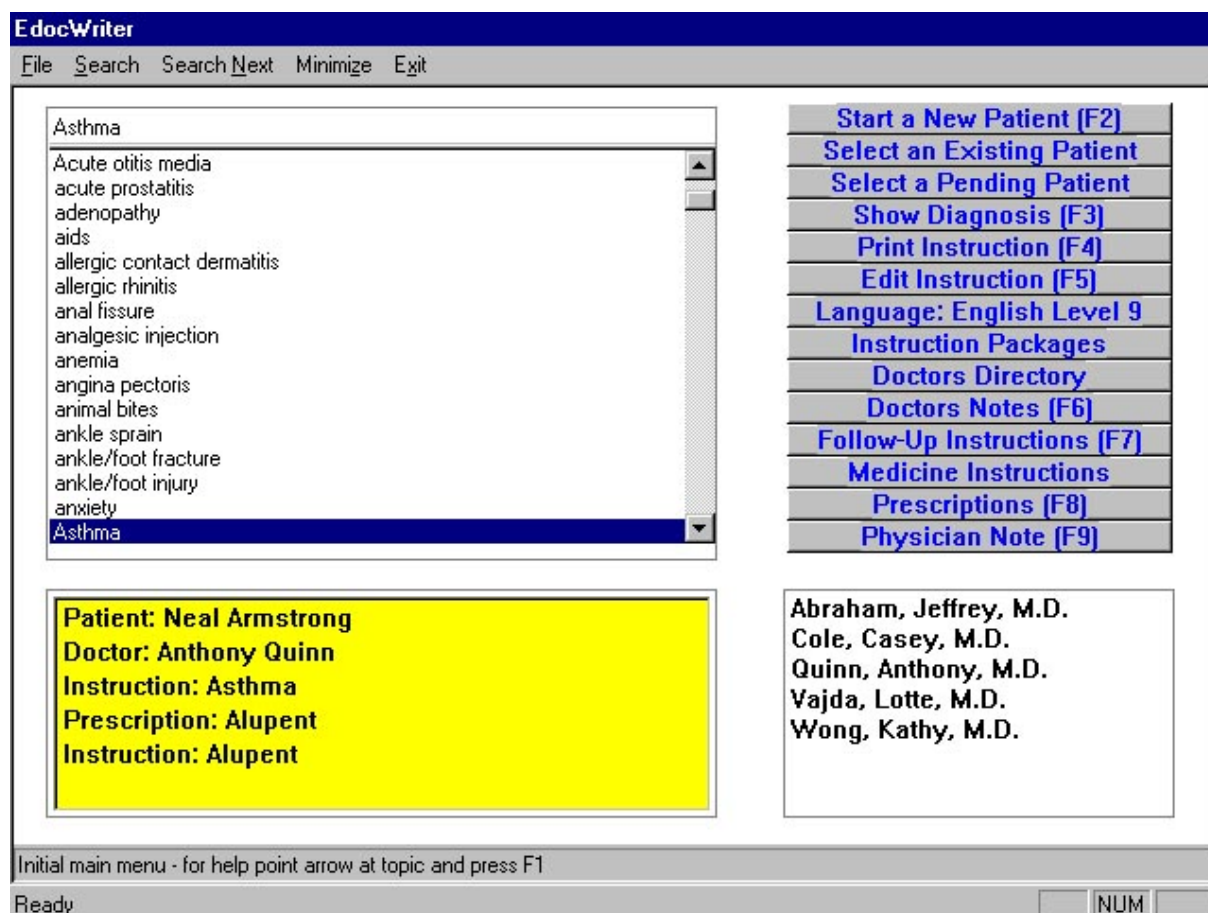 EdocWriter
File Search Search Next Minimize Exit
Asthma
Acute otitis media
acute prostatitis
adenopathy
aids
allergic contact dermatitis
allergic rhinitis
anal fissure
analgesic injection
anemia
angina pectoris
animal bites
ankle sprain
ankle/foot fracture
ankle/foot injury
anxiety
Asthma
Start a New Patient (F2)
Select an Existing Patient
Select a Pending Patient
Show Diagnosis (F3)
Print Instruction (F4)
Edit Instruction (F5)
Language: English Level 9
Instruction Packages
Doctors Directory
Doctors Notes (F6)
Follow-Up Instructions (F7)
Medicine Instructions
Prescriptions (F8)
Physician Note (F9)
Patient: Neal Armstrong
Doctor: Anthony Quinn
Instruction: Asthma
Prescription: Alupent
Instruction: Alupent
Abraham, Jeffrey, M.D.
Cole, Casey, M.D.
Quinn, Anthony, M.D.
Vajda, Lotte, M.D.
Wong, Kathy, M.D.
Initial main menu - for help point arrow at topic and press F1
Ready NUM